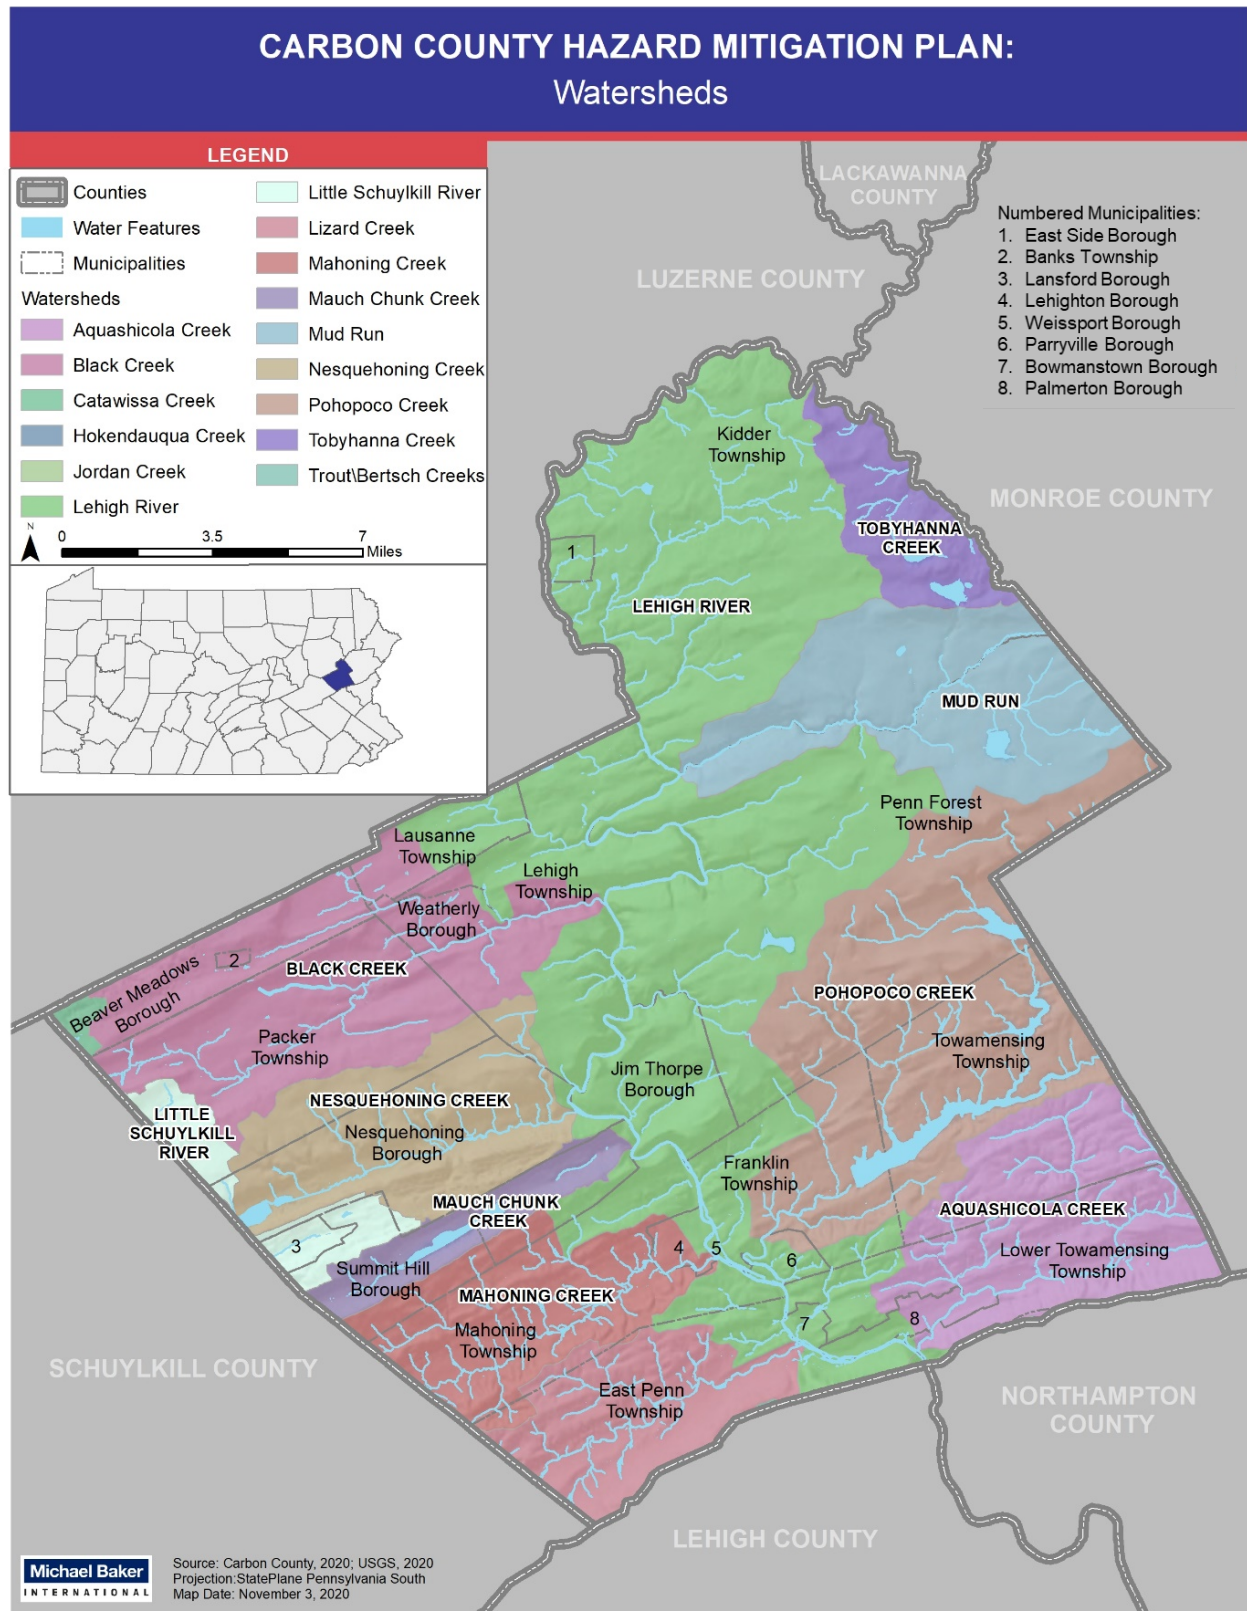 CARBON COUNTY HAZARD MITIGATION PLAN:
Watersheds
LEGEND
Counties
Water Features
Municipalities
Watersheds
Aquashicola Creek
Black Creek
Catawissa Creek
Hokendauqua Creek
Jordan Creek
Lehigh River
Little Schuylkill River
Lizard Creek
Mahoning Creek
Mauch Chunk Creek
Mud Run
Nesquehoning Creek
Pohopoco Creek
Tobyhanna Creek
Trout\Bertsch Creeks
N
0 3.5 7
Miles
Numbered Municipalities:
1. East Side Borough
2. Banks Township
3. Lansford Borough
4. Lehighton Borough
5. Weissport Borough
6. Parryville Borough
7. Bowmanstown Borough
8. Palmerton Borough
LACKAWANNA
COUNTY
LUZERNE COUNTY
MONROE COUNTY
Kidder
Township
TOBYHANNA
CREEK
1
LEHIGH RIVER
MUD RUN
Penn Forest
Township
Lausanne
Township
Lehigh
Township
Weatherly
Borough
2
BLACK CREEK
Beaver Meadows
Borough
POHOPOCO CREEK
Packer
Township
Towamensing
Township
Jim Thorpe
Borough
NESQUEHONING CREEK
LITTLE
SCHUYLKILL
RIVER
Nesquehoning
Borough
Franklin
Township
MAUCH CHUNK
CREEK
AQUASHICOLA CREEK
3
4
5
6
Lower Towamensing
Township
Summit Hill
Borough
MAHONING CREEK
7
8
Mahoning
Township
East Penn
Township
SCHUYLKILL COUNTY
NORTHAMPTON
COUNTY
LEHIGH COUNTY
Michael Baker
INTERNATIONAL
Source: Carbon County, 2020; USGS, 2020
Projection:StatePlane Pennsylvania South
Map Date: November 3, 2020